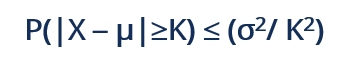 P(|X – μ|≥K) ≤ (σ²/ K²)